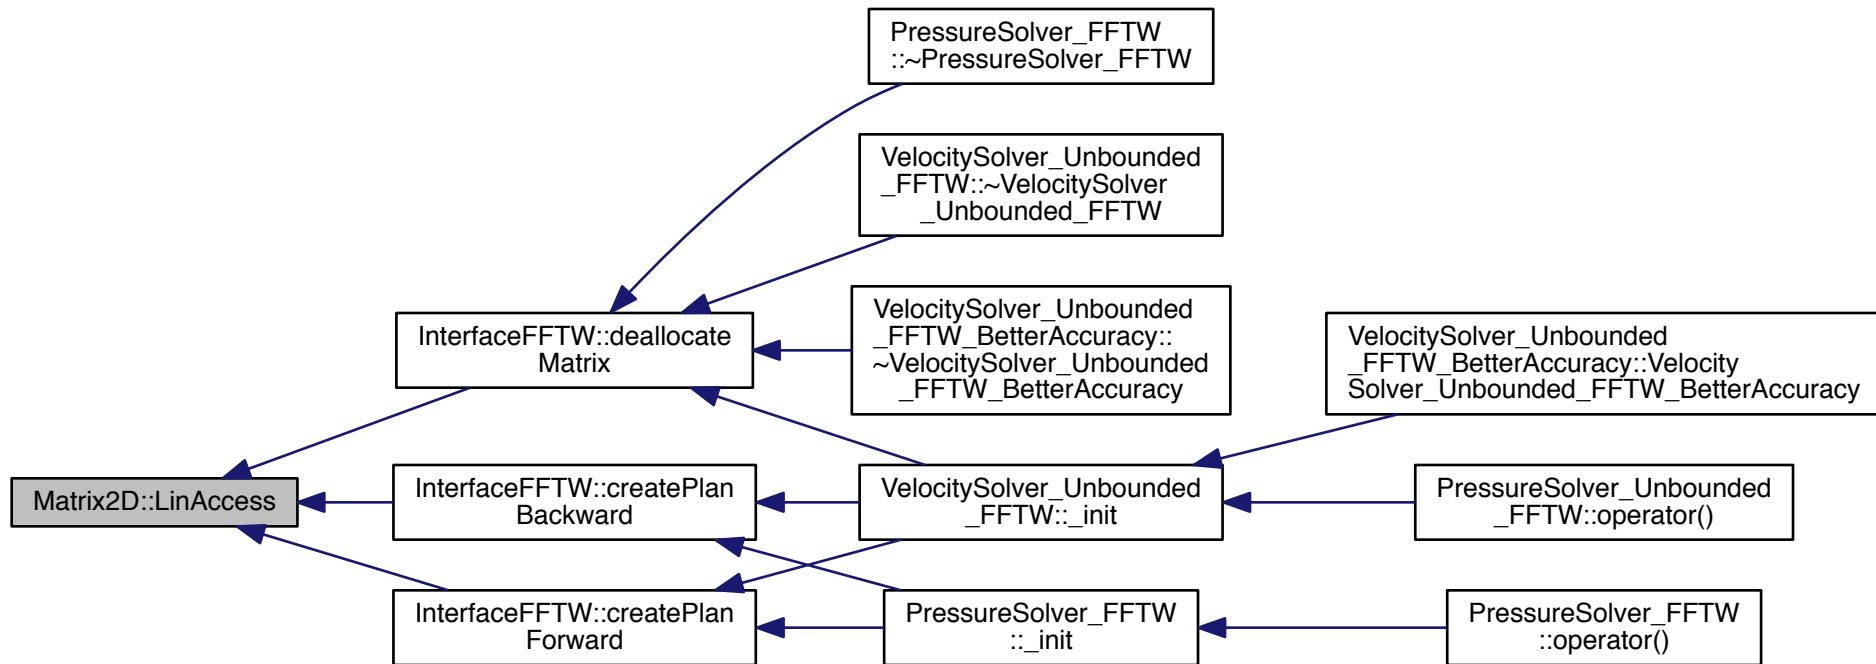 PressureSolver_FFTW
::~PressureSolver_FFTW
VelocitySolver_Unbounded
_FFTW::~VelocitySolver
_Unbounded_FFTW
VelocitySolver_Unbounded
_FFTW_BetterAccuracy::
~VelocitySolver_Unbounded
_FFTW_BetterAccuracy
InterfaceFFTW::deallocate
Matrix
VelocitySolver_Unbounded
_FFTW_BetterAccuracy::Velocity
Solver_Unbounded_FFTW_BetterAccuracy
Matrix2D::LinAccess
InterfaceFFTW::createPlan
Backward
VelocitySolver_Unbounded
_FFTW::_init
PressureSolver_Unbounded
_FFTW::operator()
InterfaceFFTW::createPlan
Forward
PressureSolver_FFTW
::_init
PressureSolver_FFTW
::operator()